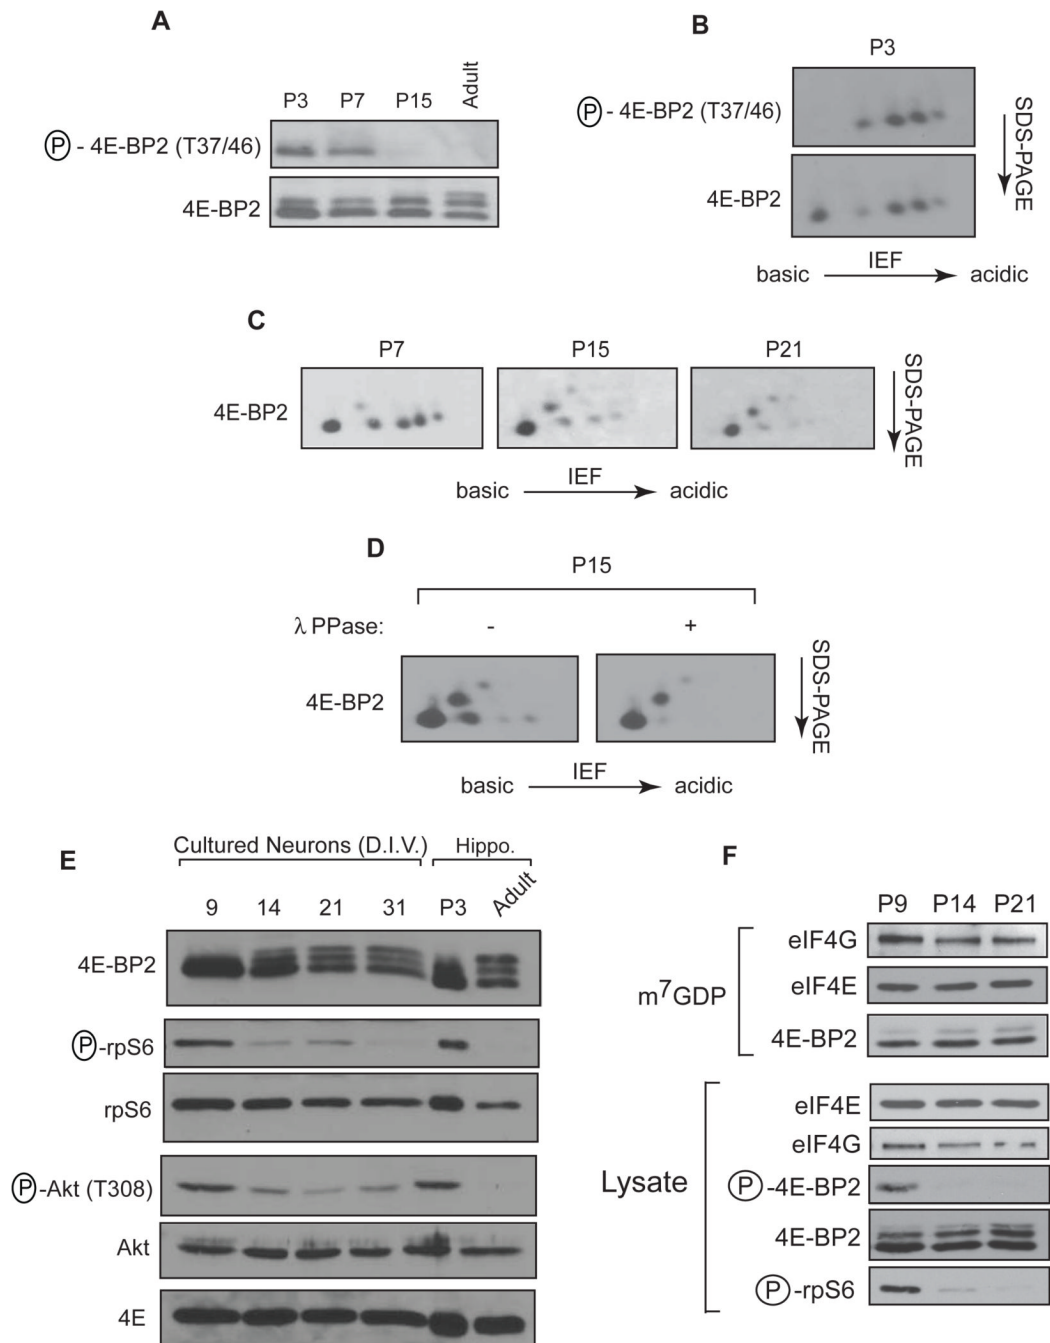 A
P3 P7 P15 Adult
P - 4E-BP2 (T37/46)
4E-BP2
B
P3
P - 4E-BP2 (T37/46)
4E-BP2
SDS-PAGE
IEF
basic acidic
C
P7 P15 P21
4E-BP2
SDS-PAGE
IEF
basic acidic
D
P15
λ PPase: - +
4E-BP2
SDS-PAGE
IEF
basic acidic
E
Cultured Neurons (D.I.V.) Hippo.
9 14 21 31 P3 Adult
4E-BP2
P-rpS6
rpS6
P-Akt (T308)
Akt
4E
F
P9 P14 P21
m⁷GDP
eIF4G
eIF4E
4E-BP2
Lysate
eIF4E
eIF4G
P-4E-BP2
4E-BP2
P-rpS6